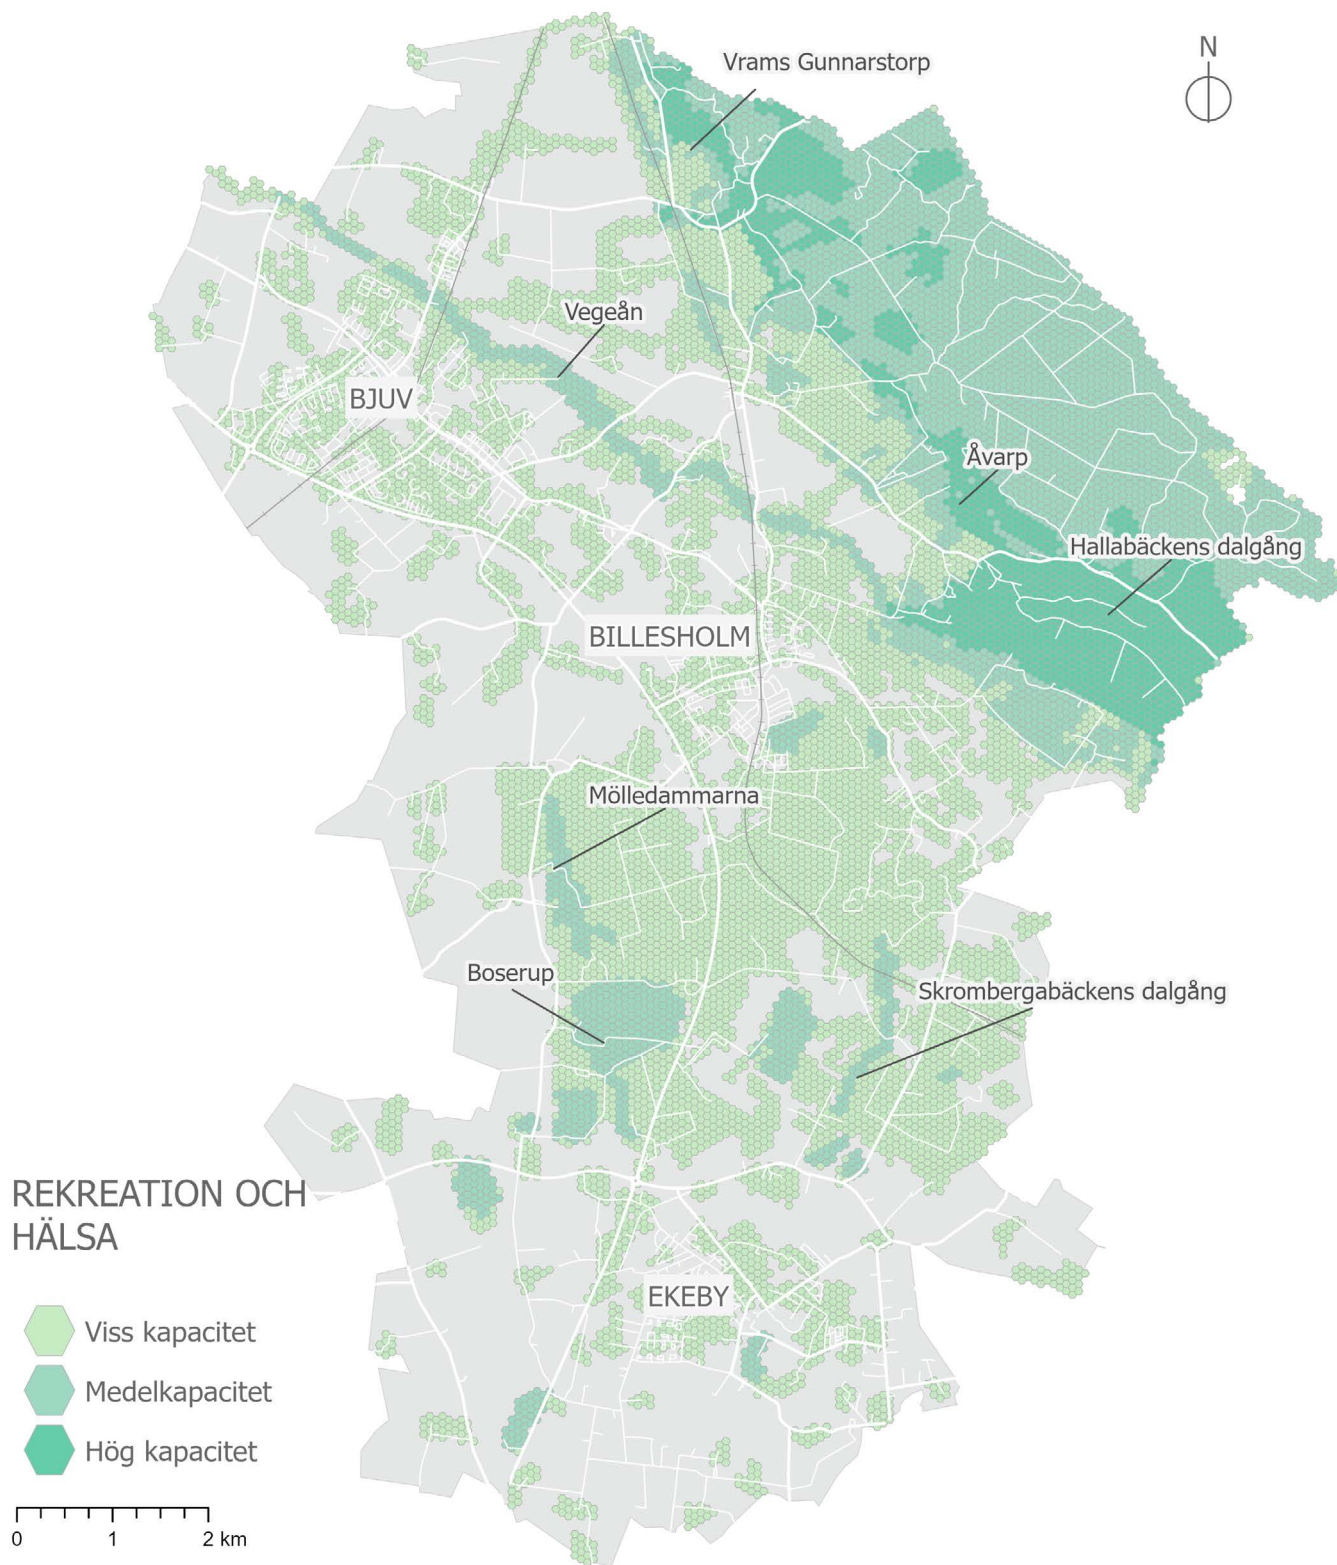 N
Vrams Gunnarstorp
Vegeån
BJUV
Åvarp
Hallabäckens dalgång
BILLESHOLM
Mölledammarna
Boserup
Skrombergabäckens dalgång
EKEBY
REKREATION OCH
HÄLSA
Viss kapacitet
Medelkapacitet
Hög kapacitet
0 1 2 km